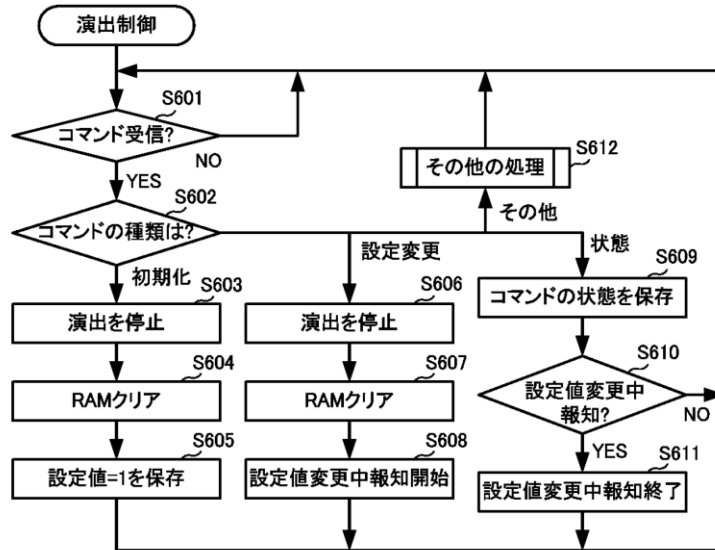 演出制御
S601
コマンド受信?
NO
YES
S602
コマンドの種類は?
S612
その他の処理
その他
初期化
設定変更
状態
S603
演出を停止
S604
RAMクリア
S605
設定値=1を保存
S606
演出を停止
S607
RAMクリア
S608
設定値変更中報知開始
S609
コマンドの状態を保存
S610
設定値変更中
報知?
NO
YES
S611
設定値変更中報知終了